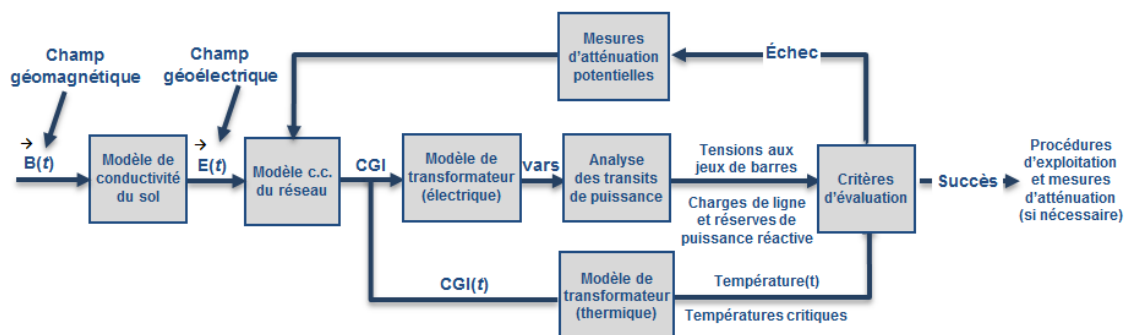 Champ
géomagnétique
Champ
géoélectrique
B(t)
Modèle de
conductivité
du sol
E(t)
Modèle c.c.
du réseau
CGI
Modèle de
transformateur
(électrique)
vars
Analyse
des transits
de puissance
Mesures
d'atténuation
potentielles
Échec
Tensions aux
jeux de barres
Charges de ligne
et réserves de
puissance réactive
Critères
d'évaluation
Succès
Procédures
d'exploitation
et mesures
d'atténuation
(si nécessaire)
CGI(t)
Modèle de
transformateur
(thermique)
Température(t)
Températures critiques